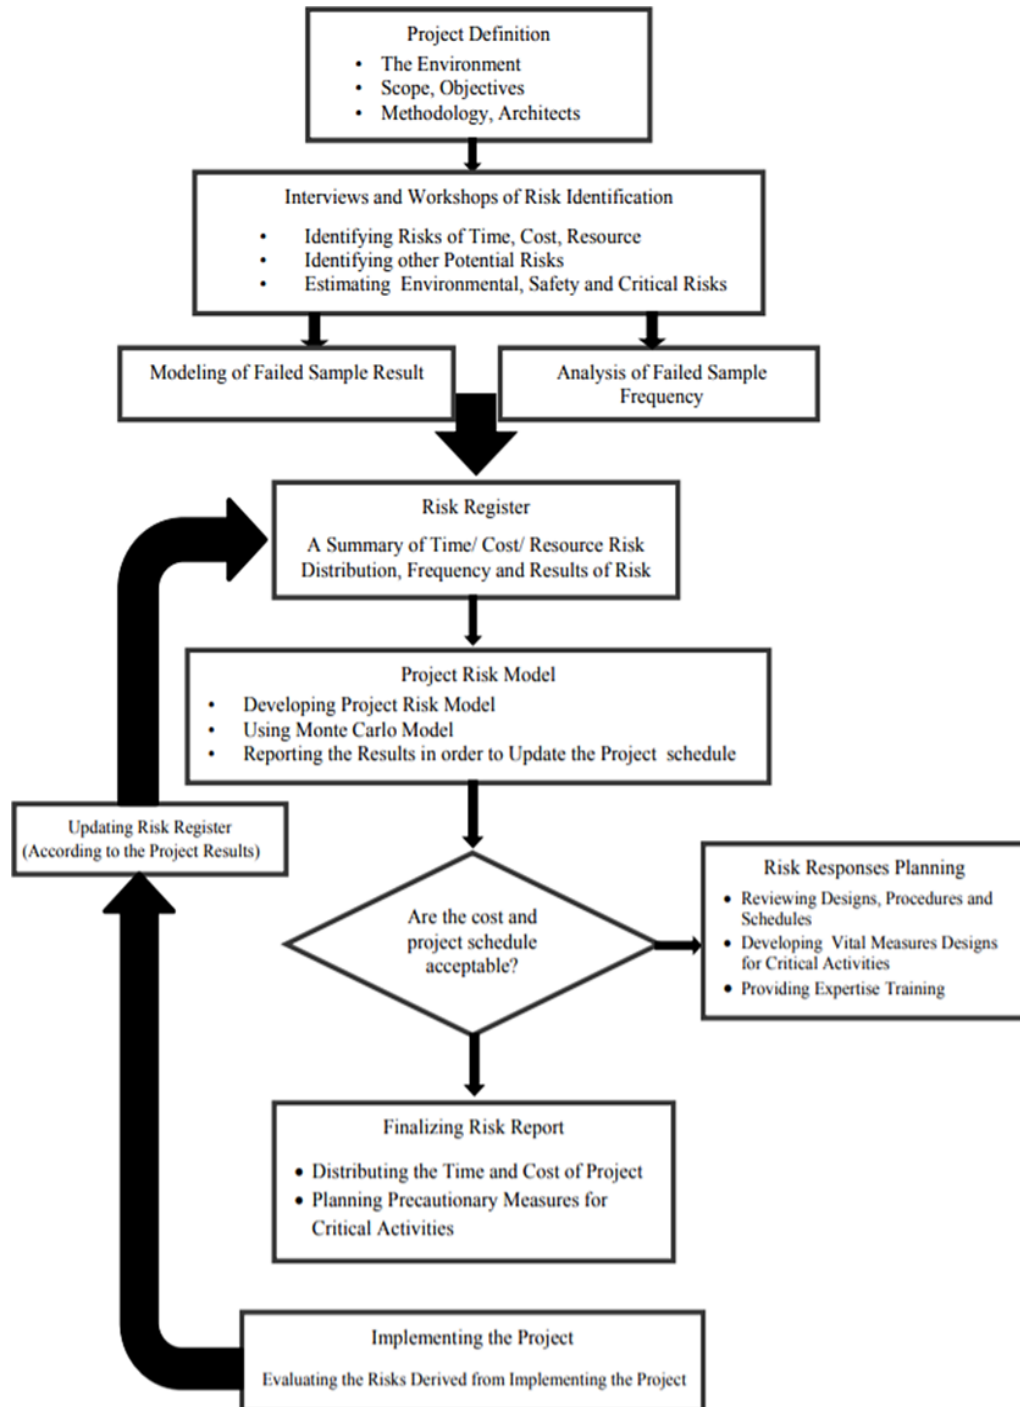 Project Definition
• The Environment
• Scope, Objectives
• Methodology, Architects
Interviews and Workshops of Risk Identification
• Identifying Risks of Time, Cost, Resource
• Identifying other Potential Risks
• Estimating Environmental, Safety and Critical Risks
Modeling of Failed Sample Result
Analysis of Failed Sample
Frequency
Risk Register
A Summary of Time/ Cost/ Resource Risk
Distribution, Frequency and Results of Risk
Project Risk Model
• Developing Project Risk Model
• Using Monte Carlo Model
• Reporting the Results in order to Update the Project schedule
Updating Risk Register
(According to the Project Results)
Are the cost and
project schedule
acceptable?
Risk Responses Planning
• Reviewing Designs, Procedures and
Schedules
• Developing Vital Measures Designs
for Critical Activities
• Providing Expertise Training
Finalizing Risk Report
• Distributing the Time and Cost of Project
• Planning Precautionary Measures for
Critical Activities
Implementing the Project
Evaluating the Risks Derived from Implementing the Project